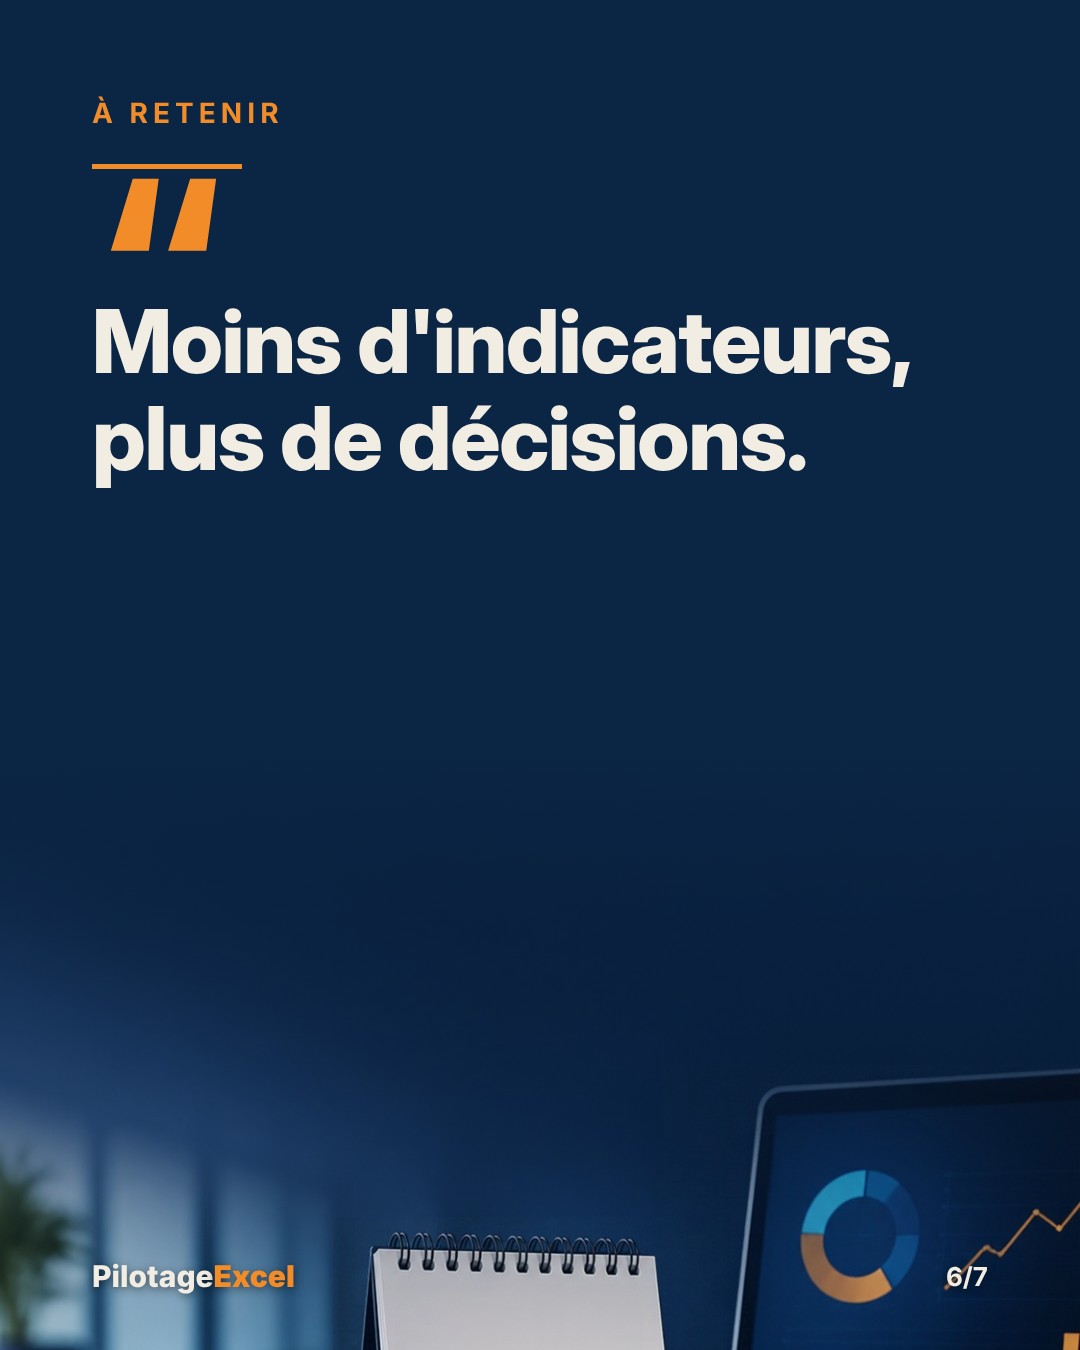 À RETENIR
"
Moins d'indicateurs,
plus de décisions.
PilotageExcel
6/7